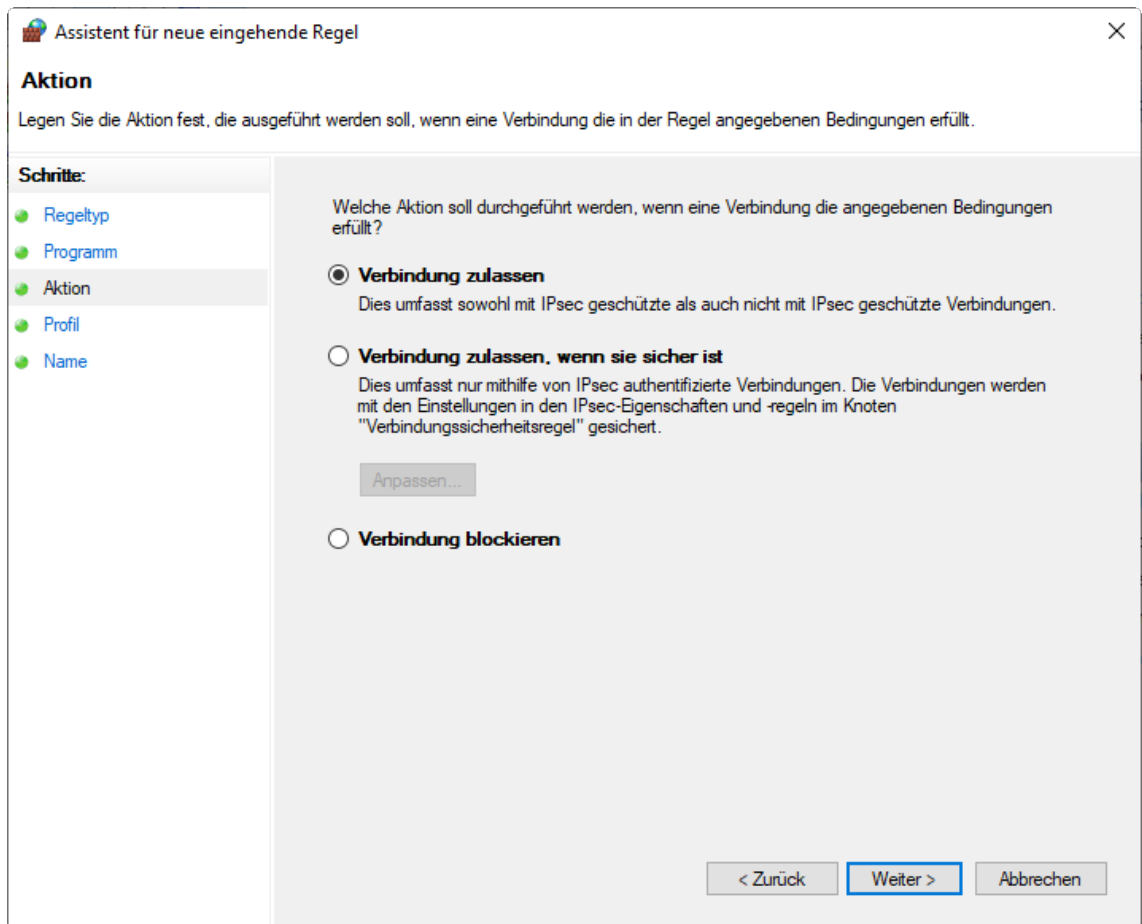 Assistent für neue eingehende Regel
Aktion
Legen Sie die Aktion fest, die ausgeführt werden soll, wenn eine Verbindung die in der Regel angegebenen Bedingungen erfüllt.
Schritte:
Regeltyp
Programm
Aktion
Profil
Name
Welche Aktion soll durchgeführt werden, wenn eine Verbindung die angegebenen Bedingungen
erfüllt?
Verbindung zulassen
Dies umfasst sowohl mit IPsec geschützte als auch nicht mit IPsec geschützte Verbindungen.
Verbindung zulassen, wenn sie sicher ist
Dies umfasst nur mithilfe von IPsec authentifizierte Verbindungen. Die Verbindungen werden
mit den Einstellungen in den IPsec-Eigenschaften und -regeln im Knoten
"Verbindungssicherheitsregel" gesichert.
Anpassen...
Verbindung blockieren
< Zurück
Weiter >
Abbrechen